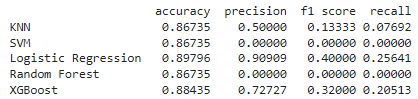 accuracy precision f1 score recall
KNN 0.86735 0.50000 0.13333 0.07692
SVM 0.86735 0.00000 0.00000 0.00000
Logistic Regression 0.89796 0.90909 0.40000 0.25641
Random Forest 0.86735 0.00000 0.00000 0.00000
XGBoost 0.88435 0.72727 0.32000 0.20513